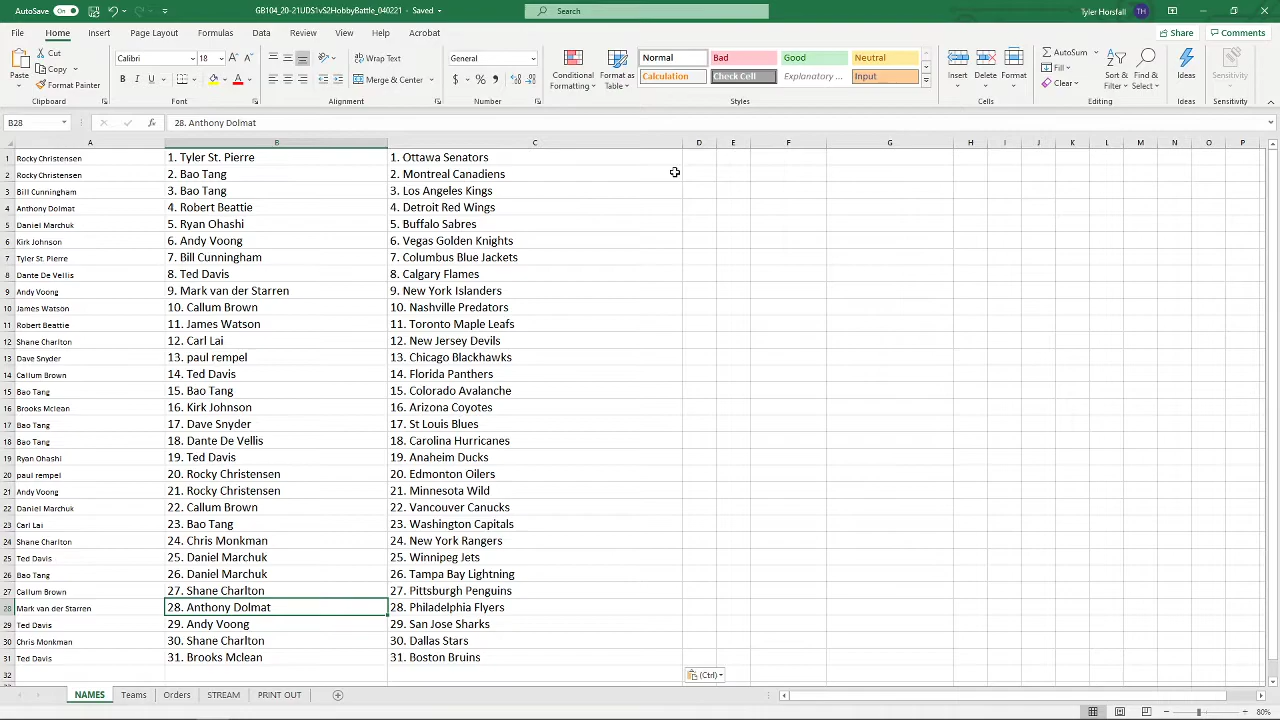 AutoSave On GB104_20-21UDS1vS2HobbyBattle_040221 - Saved Search Tyler Horsfall TH
File Home Insert Page Layout Formulas Data Review View Help Acrobat Share Comments
Paste Cut Copy Format Painter Calibri 18 Merge & Center General Conditional Formatting Format as Table Normal Bad Good Neutral Calculation Check Cell Explanatory ... Input Insert Delete Format AutoSum Fill Clear Sort & Filter Find & Select Ideas Sensitivity
Clipboard Font Alignment Number Styles Cells Editing Ideas Sensitivity
B28 28. Anthony Dolmat
A B C D E F G H I J K L M N O P
1 Rocky Christensen 1. Tyler St. Pierre 1. Ottawa Senators
2 Rocky Christensen 2. Bao Tang 2. Montreal Canadiens
3 Bill Cunningham 3. Bao Tang 3. Los Angeles Kings
4 Anthony Dolmat 4. Robert Beattie 4. Detroit Red Wings
5 Daniel Marchuk 5. Ryan Ohashi 5. Buffalo Sabres
6 Kirk Johnson 6. Andy Voong 6. Vegas Golden Knights
7 Tyler St. Pierre 7. Bill Cunningham 7. Columbus Blue Jackets
8 Dante De Vellis 8. Ted Davis 8. Calgary Flames
9 Andy Voong 9. Mark van der Starren 9. New York Islanders
10 James Watson 10. Callum Brown 10. Nashville Predators
11 Robert Beattie 11. James Watson 11. Toronto Maple Leafs
12 Shane Charlton 12. Carl Lai 12. New Jersey Devils
13 Dave Snyder 13. paul rempel 13. Chicago Blackhawks
14 Callum Brown 14. Ted Davis 14. Florida Panthers
15 Bao Tang 15. Bao Tang 15. Colorado Avalanche
16 Brooks Mclean 16. Kirk Johnson 16. Arizona Coyotes
17 Bao Tang 17. Dave Snyder 17. St Louis Blues
18 Bao Tang 18. Dante De Vellis 18. Carolina Hurricanes
19 Ryan Ohashi 19. Ted Davis 19. Anaheim Ducks
20 paul rempel 20. Rocky Christensen 20. Edmonton Oilers
21 Andy Voong 21. Rocky Christensen 21. Minnesota Wild
22 Daniel Marchuk 22. Callum Brown 22. Vancouver Canucks
23 Carl Lai 23. Bao Tang 23. Washington Capitals
24 Shane Charlton 24. Chris Monkman 24. New York Rangers
25 Ted Davis 25. Daniel Marchuk 25. Winnipeg Jets
26 Bao Tang 26. Daniel Marchuk 26. Tampa Bay Lightning
27 Callum Brown 27. Shane Charlton 27. Pittsburgh Penguins
28 Mark van der Starren 28. Anthony Dolmat 28. Philadelphia Flyers
29 Ted Davis 29. Andy Voong 29. San Jose Sharks
30 Chris Monkman 30. Shane Charlton 30. Dallas Stars
31 Ted Davis 31. Brooks Mclean 31. Boston Bruins
32 (Ctrl)
NAMES Teams Orders STREAM PRINT OUT
80%